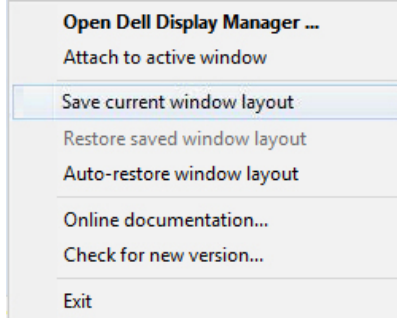 Open Dell Display Manager ...
Attach to active window
Save current window layout
Restore saved window layout
Auto-restore window layout
Online documentation...
Check for new version...
Exit